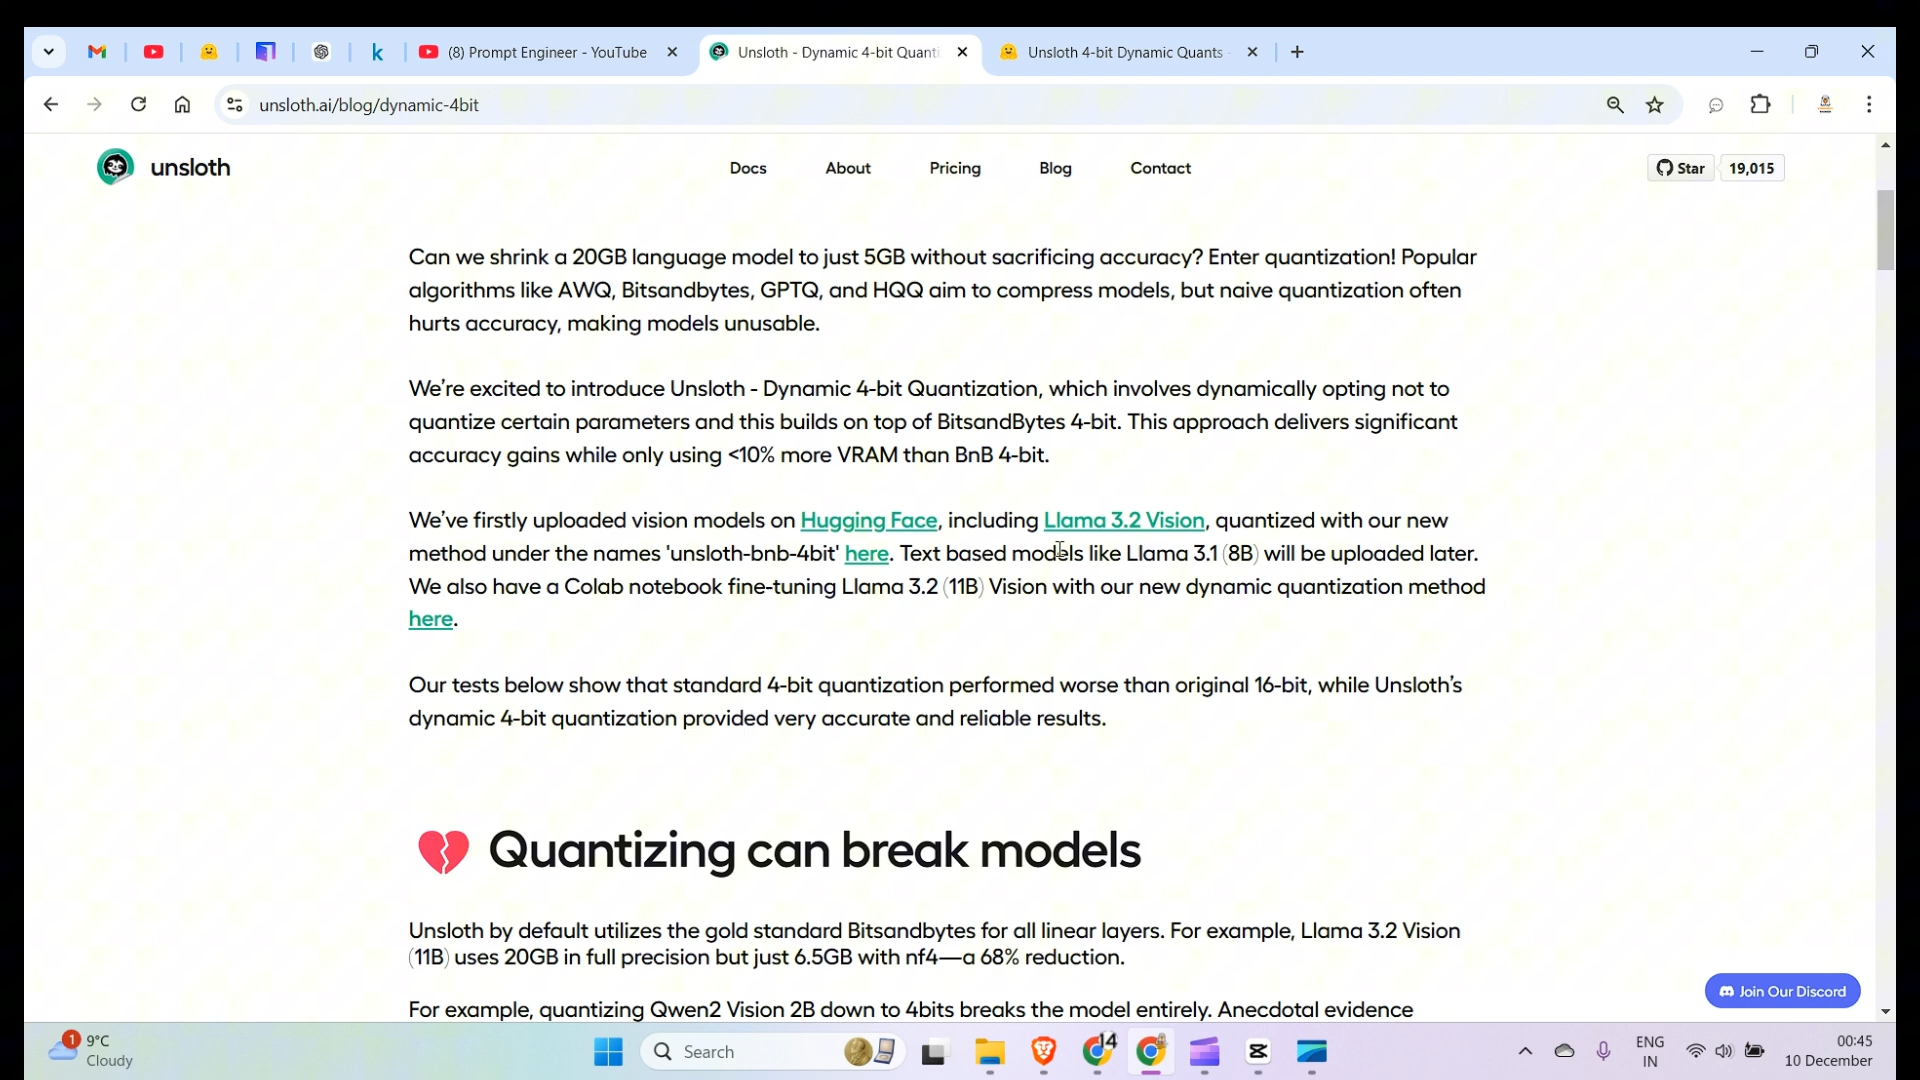 (8) Prompt Engineer - YouTube
Unsloth - Dynamic 4-bit Quanti
Unsloth 4-bit Dynamic Quants
unsloth.ai/blog/dynamic-4bit
unsloth
Docs
About
Pricing
Blog
Contact
Star
19,015
Can we shrink a 20GB language model to just 5GB without sacrificing accuracy? Enter quantization! Popular
algorithms like AWQ, Bitsandbytes, GPTQ, and HQQ aim to compress models, but naive quantization often
hurts accuracy, making models unusable.
We’re excited to introduce Unsloth - Dynamic 4-bit Quantization, which involves dynamically opting not to
quantize certain parameters and this builds on top of BitsandBytes 4-bit. This approach delivers significant
accuracy gains while only using <10% more VRAM than BnB 4-bit.
We’ve firstly uploaded vision models on Hugging Face, including Llama 3.2 Vision, quantized with our new
method under the names 'unsloth-bnb-4bit' here. Text based models like Llama 3.1 (8B) will be uploaded later.
We also have a Colab notebook fine-tuning Llama 3.2 (11B) Vision with our new dynamic quantization method
here.
Our tests below show that standard 4-bit quantization performed worse than original 16-bit, while Unsloth’s
dynamic 4-bit quantization provided very accurate and reliable results.
Quantizing can break models
Unsloth by default utilizes the gold standard Bitsandbytes for all linear layers. For example, Llama 3.2 Vision
(11B) uses 20GB in full precision but just 6.5GB with nf4—a 68% reduction.
For example, quantizing Qwen2 Vision 2B down to 4bits breaks the model entirely. Anecdotal evidence
Join Our Discord
1
9°C
Cloudy
Search
14
ENG
IN
00:45
10 December